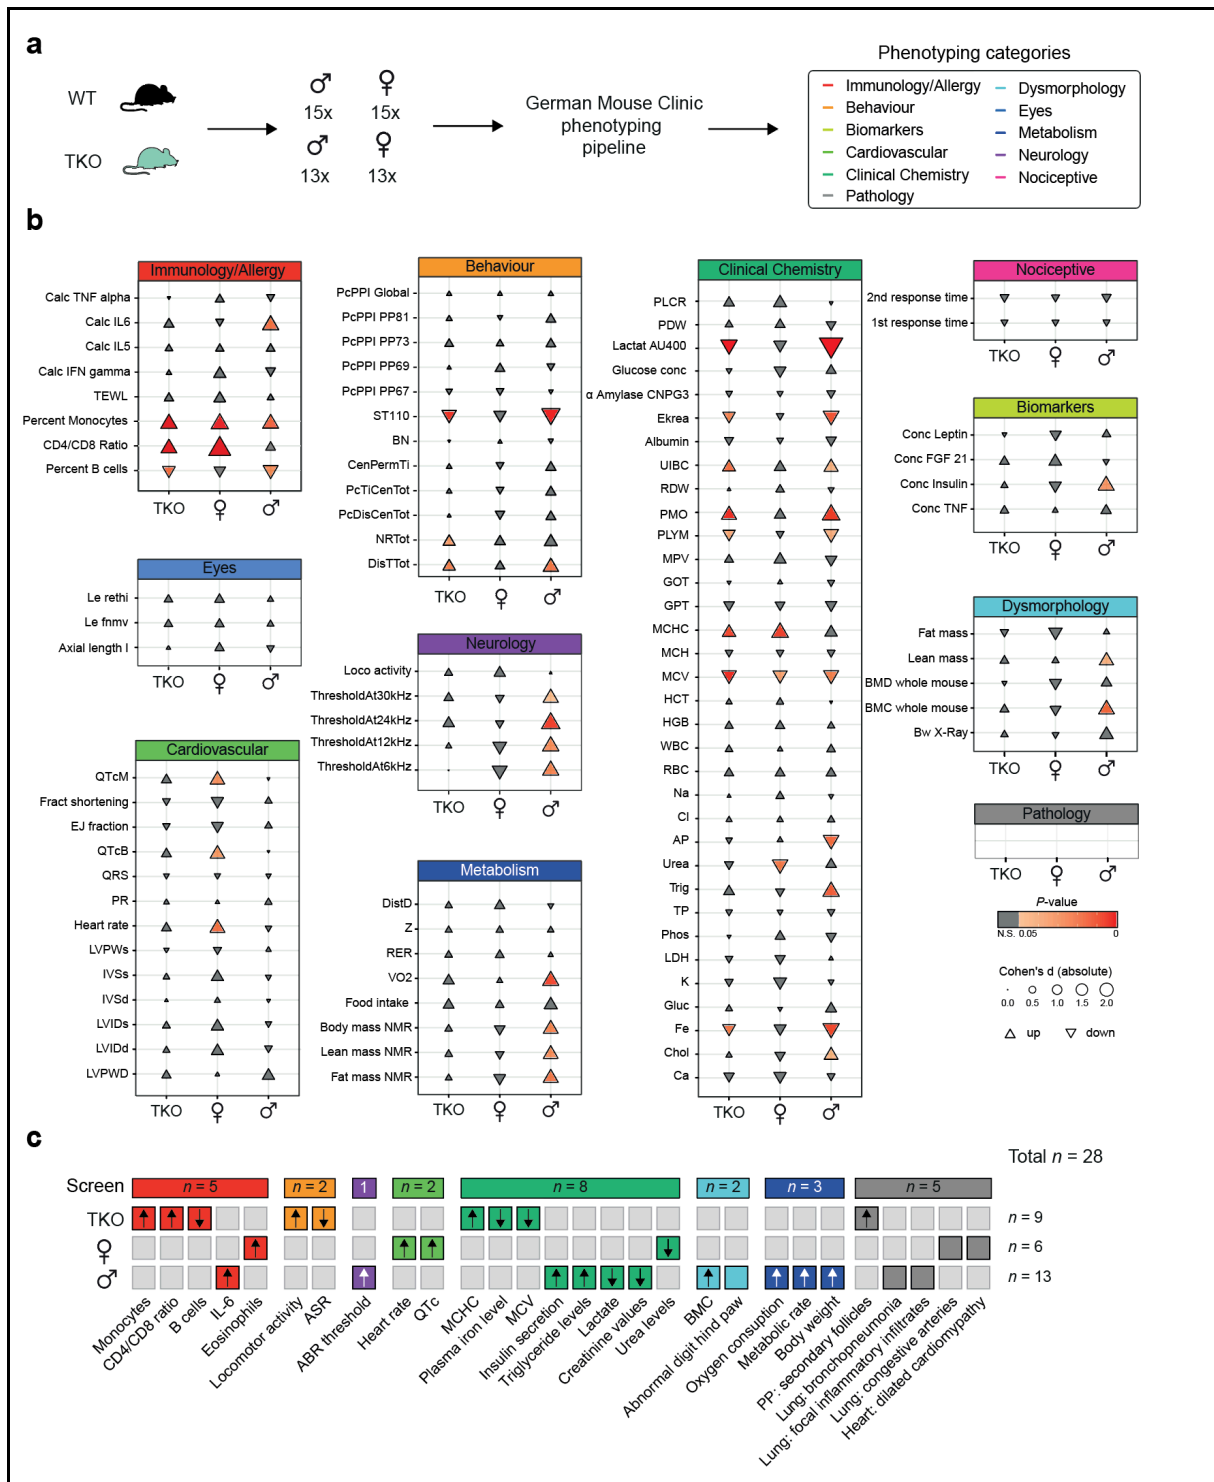 a
WT
TKO
♂ ♀
15x 15x
♂ ♀
13x 13x
German Mouse Clinic
phenotyping
pipeline
Phenotyping categories
Immunology/Allergy
Behaviour
Biomarkers
Cardiovascular
Clinical Chemistry
Pathology
Dysmorphology
Eyes
Metabolism
Neurology
Nociceptive
b
Immunology/Allergy
Calc TNF alpha
Calc IL6
Calc IL5
Calc IFN gamma
TEWL
Percent Monocytes
CD4/CD8 Ratio
Percent B cells
TKO ♀ ♂
Eyes
Le rethi
Le fnmv
Axial length l
Cardiovascular
QTcM
Fract shortening
EJ fraction
QTcB
QRS
PR
Heart rate
LVPWs
IVSs
IVSd
LVIDs
LVIDd
LVPWD
TKO ♀ ♂
Behaviour
PcPPI Global
PcPPI PP81
PcPPI PP73
PcPPI PP69
PcPPI PP67
ST110
BN
CenPermTi
PcTiCenTot
PcDisCenTot
NRTot
DisTTot
TKO ♀ ♂
Neurology
Loco activity
ThresholdAt30kHz
ThresholdAt24kHz
ThresholdAt12kHz
ThresholdAt6kHz
TKO ♀ ♂
Metabolism
DistD
Z
RER
VO2
Food intake
Body mass NMR
Lean mass NMR
Fat mass NMR
TKO ♀ ♂
Clinical Chemistry
PLCR
PDW
Lactat AU400
Glucose conc
α Amylase CNPG3
Ekrea
Albumin
UIBC
RDW
PMO
PLYM
MPV
GOT
GPT
MCHC
MCH
MCV
HCT
HGB
WBC
RBC
Na
Cl
AP
Urea
Trig
TP
Phos
LDH
K
Gluc
Fe
Chol
Ca
TKO ♀ ♂
Nociceptive
2nd response time
1st response time
TKO ♀ ♂
Biomarkers
Conc Leptin
Conc FGF 21
Conc Insulin
Conc TNF
TKO ♀ ♂
Dysmorphology
Fat mass
Lean mass
BMD whole mouse
BMC whole mouse
Bw X-Ray
TKO ♀ ♂
Pathology
TKO ♀ ♂
P-value
N.S. 0.05 0
Cohen's d (absolute)
0.0 0.5 1.0 1.5 2.0
△ up ▽ down
c
Total n = 28
Screen n = 5 n = 2 1 n = 2 n = 8 n = 2 n = 3 n = 5
TKO ↑ ↑ ↓ ↑ ↓ ↑ ↓ ↓ ↑ n = 9
♀ ↑ ↑ ↑ ↓ n = 6
♂ ↑ ↑ ↑ ↑ ↓ ↓ ↑ ↑ ↑ ↑ n = 13
Monocytes
CD4/CD8 ratio
B cells
IL-6
Eosinophils
Locomotor activity
ASR
ABR threshold
Heart rate
QTc
MCHC
Plasma iron level
MCV
Insulin secretion
Triglyceride levels
Lactate
Creatinine values
Urea levels
BMC
Abnormal digit hind paw
Oxygen consuption
Metabolic rate
Body weight
PP: secondary follicles
Lung: bronchopneumonia
Lung: focal inflammatory infiltrates
Lung: congestive arteries
Heart: dilated cardiomypathy